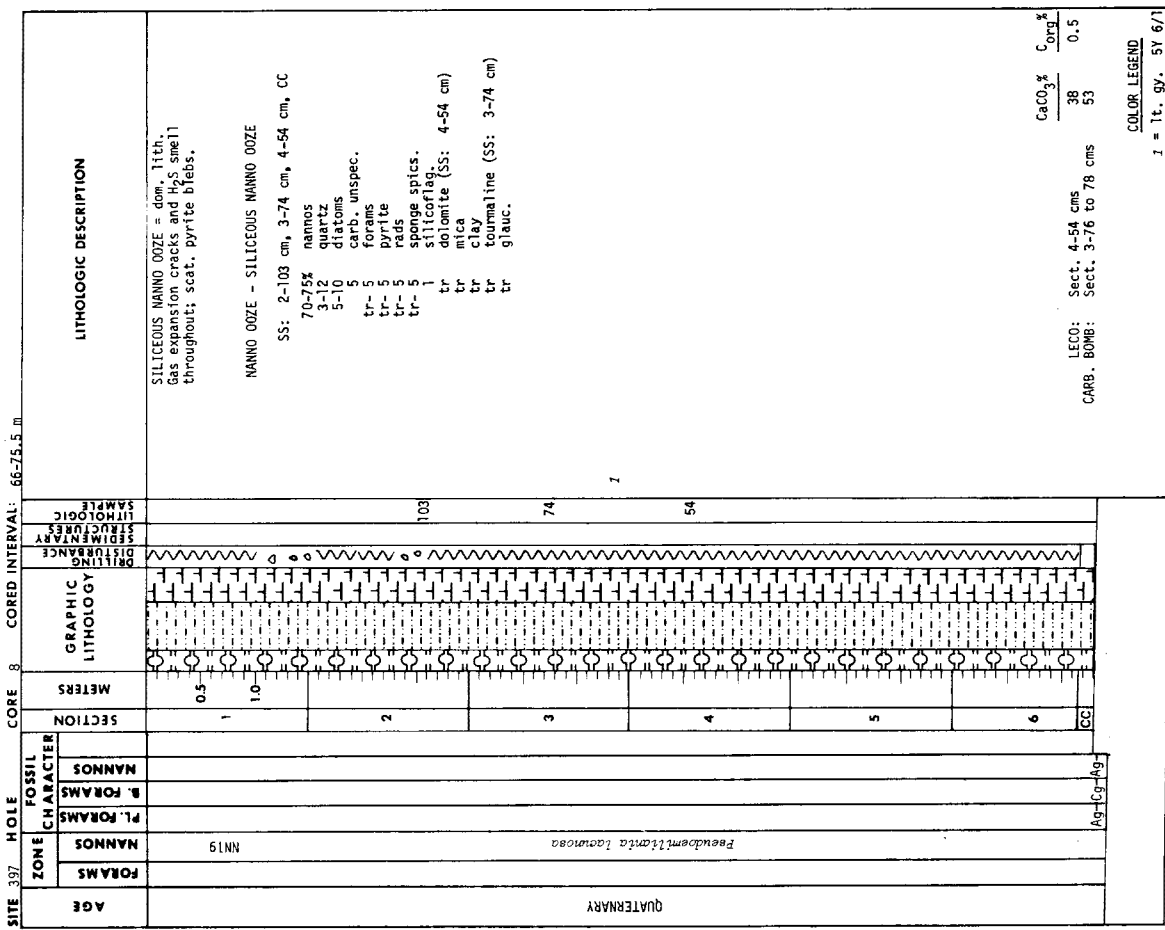 SITE 397 HOLE CORE 8 CORED INTERVAL: 66-75.5 m
AGE
ZONE
FORAMS
NANNOS
FOSSIL CHARACTER
PL. FORAMS
B. FORAMS
NANNOS
SECTION
METERS
GRAPHIC LITHOLOGY
DRILLING DISTURBANCE
SEDIMENTARY STRUCTURES
LITHOLOGIC SAMPLE
LITHOLOGIC DESCRIPTION
QUATERNARY
NN19
Pseudoemiliania lacunosa
Ag
Cg
Ag
1
2
3
4
5
6
CC
0.5
1.0
103
74
54
1
SILICEOUS NANNO OOZE = dom. lith.
Gas expansion cracks and H2S smell
throughout; scat. pyrite blebs.
NANNO OOZE - SILICEOUS NANNO OOZE
SS: 2-103 cm, 3-74 cm, 4-54 cm, CC
70-75% nannos
3-12 quartz
5-10 diatoms
5 carb. unspec.
tr- 5 forams
tr- 5 pyrite
tr- 5 rads
tr- 5 sponge spics.
1 silicoflag.
tr dolomite (SS: 4-54 cm)
tr mica
tr clay
tr tourmaline (SS: 3-74 cm)
tr glauc.
CaCO3% Corg%
LECO: Sect. 4-54 cms 38 0.5
CARB. BOMB: Sect. 3-76 to 78 cms 53
COLOR LEGEND
1 = lt. gy. 5Y 6/1